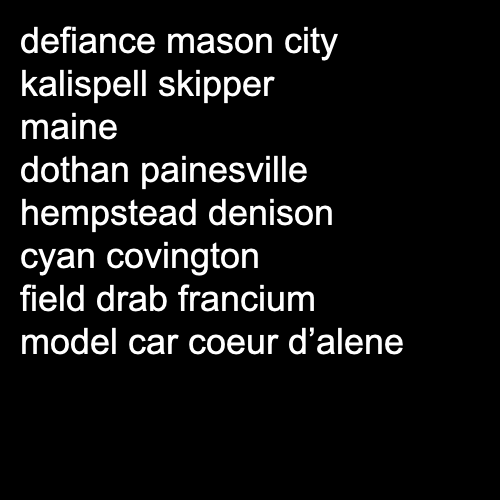 defiance mason city
kalispell skipper
maine
dothan painesville
hempstead denison
cyan covington
field drab francium
model car coeur d’alene